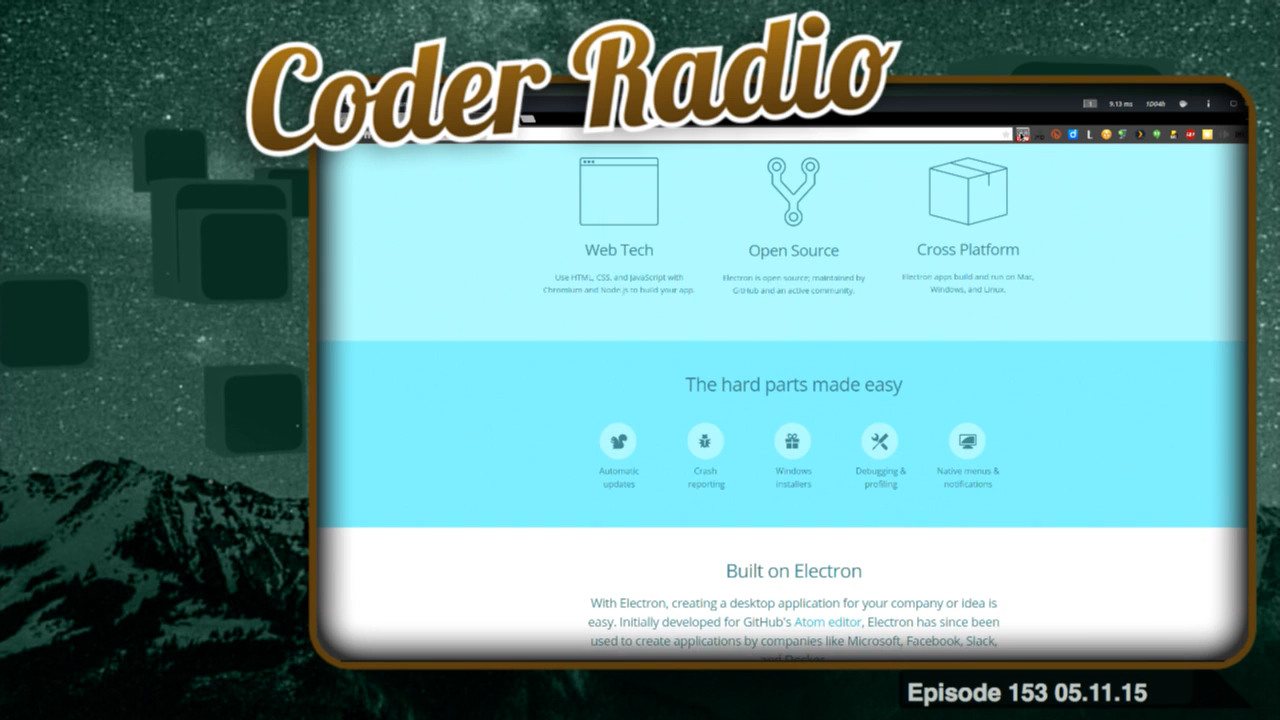 Coder Radio
9.13 ms
Web Tech
Open Source
Cross Platform
Use HTML, CSS, and JavaScript with
Chromium and Node.js to build your app.
Electron is open source; maintained by
GitHub and an active community.
Electron apps build and run on Mac,
Windows, and Linux.
The hard parts made easy
Automatic
updates
Crash
reporting
Windows
installers
Debugging &
profiling
Native menus &
notifications
Built on Electron
With Electron, creating a desktop application for your company or idea is
easy. Initially developed for GitHub's Atom editor, Electron has since been
used to create applications by companies like Microsoft, Facebook, Slack,
and Docker.
Episode 153 05.11.15